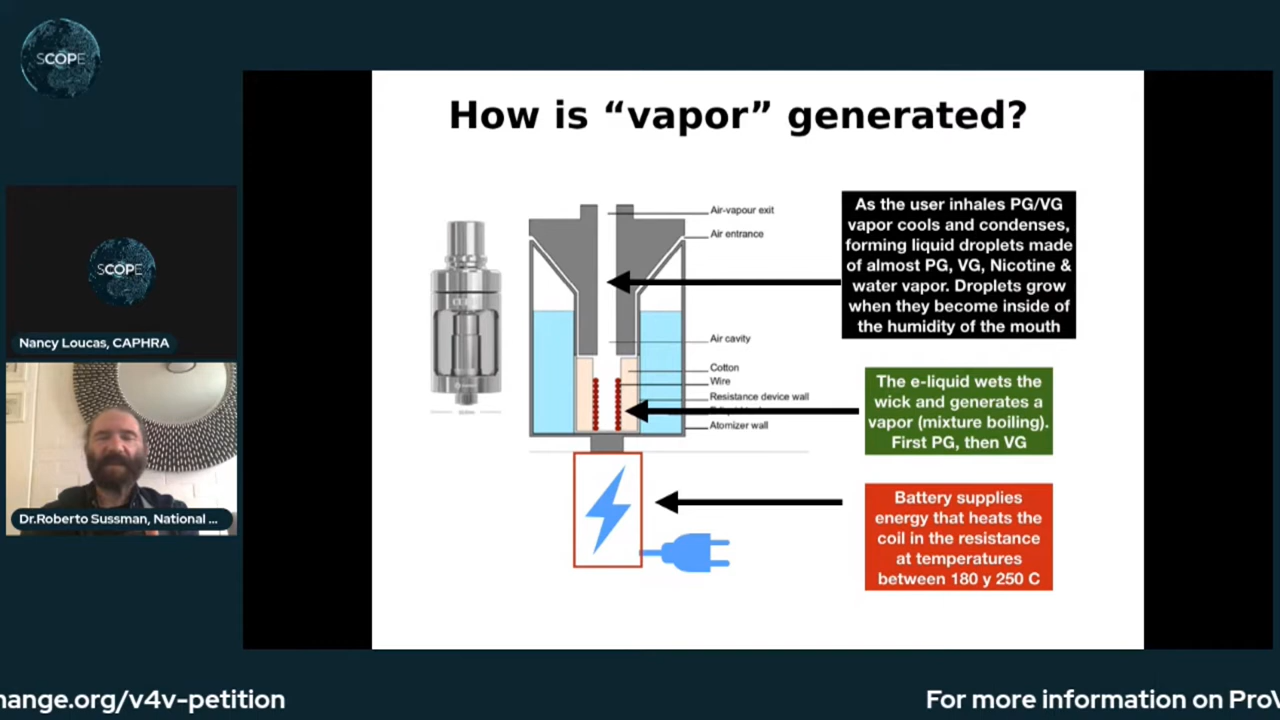 SCOPE
How is “vapor” generated?
Air-vapour exit
Air entrance
Air cavity
Cotton
Wire
Resistance device wall
Atomizer wall
As the user inhales PG/VG
vapor cools and condenses,
forming liquid droplets made
of almost PG, VG, Nicotine &
water vapor. Droplets grow
when they become inside of
the humidity of the mouth
The e-liquid wets the
wick and generates a
vapor (mixture boiling).
First PG, then VG
Battery supplies
energy that heats the
coil in the resistance
at temperatures
between 180 y 250 C
SCOPE
Nancy Loucas, CAPHRA
Dr.Roberto Sussman, National ...
hange.org/v4v-petition
For more information on ProV